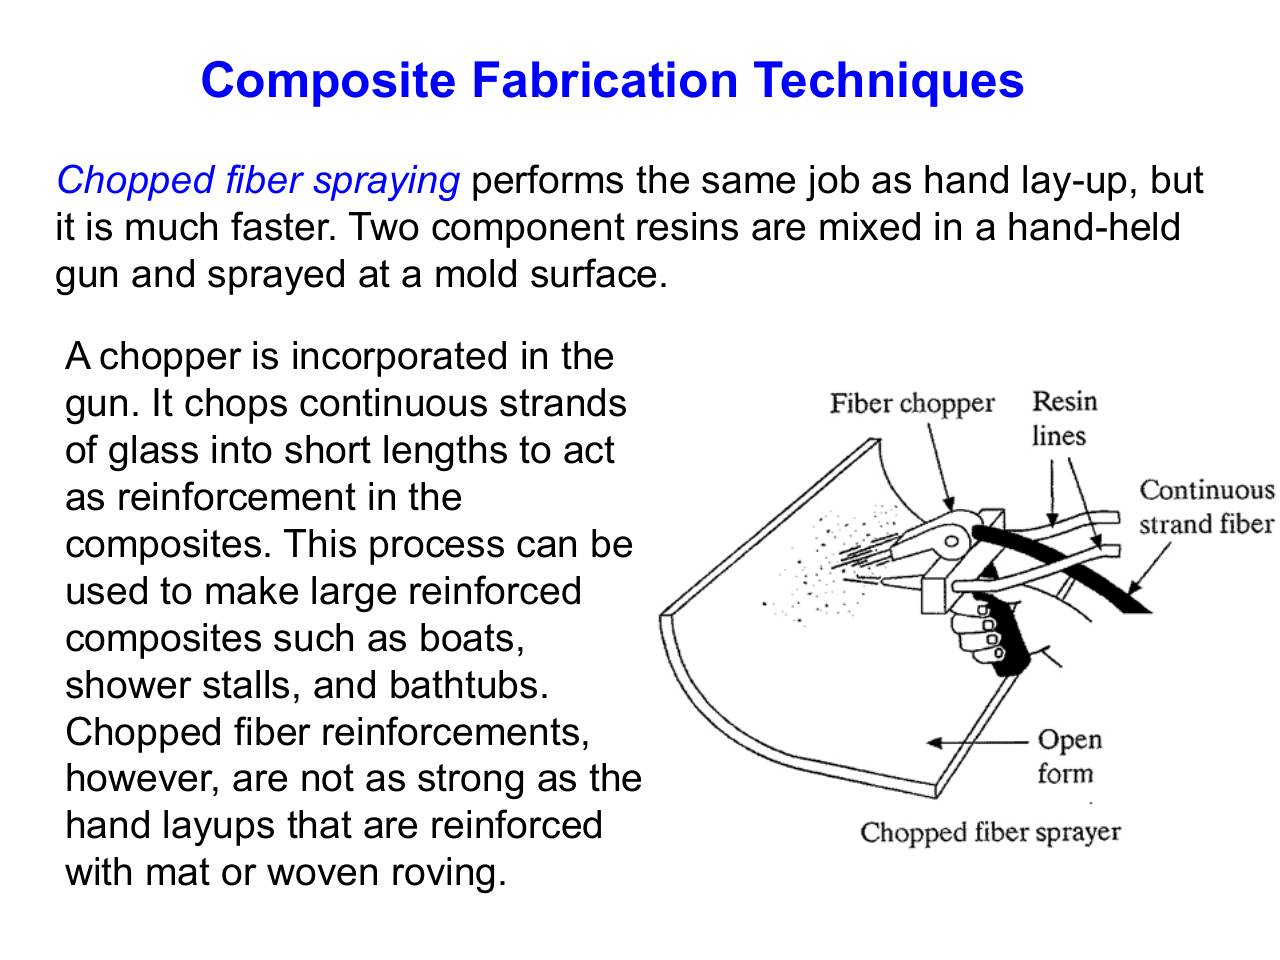 Composite Fabrication Techniques
Chopped fiber spraying performs the same job as hand lay-up, but
it is much faster. Two component resins are mixed in a hand-held
gun and sprayed at a mold surface.
A chopper is incorporated in the
gun. It chops continuous strands
of glass into short lengths to act
as reinforcement in the
composites. This process can be
used to make large reinforced
composites such as boats,
shower stalls, and bathtubs.
Chopped fiber reinforcements,
however, are not as strong as the
hand layups that are reinforced
with mat or woven roving.
Fiber chopper
Resin
lines
Continuous
strand fiber
Open
form
Chopped fiber sprayer